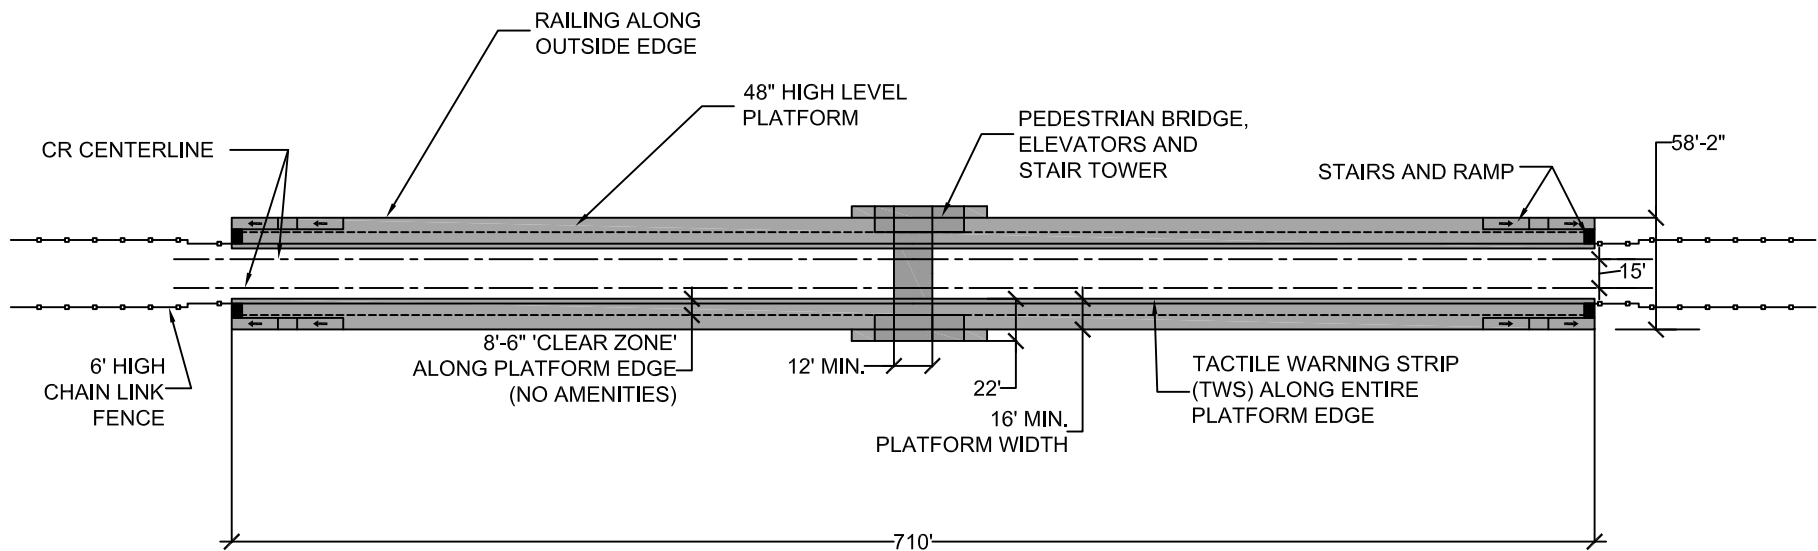 RAILING ALONG
OUTSIDE EDGE
48" HIGH LEVEL
PLATFORM
PEDESTRIAN BRIDGE,
ELEVATORS AND
STAIR TOWER
CR CENTERLINE
STAIRS AND RAMP
58'-2"
15'
6' HIGH
CHAIN LINK
FENCE
8'-6" 'CLEAR ZONE'
ALONG PLATFORM EDGE
(NO AMENITIES)
12' MIN.
22'
16' MIN.
PLATFORM WIDTH
TACTILE WARNING STRIP
(TWS) ALONG ENTIRE
PLATFORM EDGE
710'